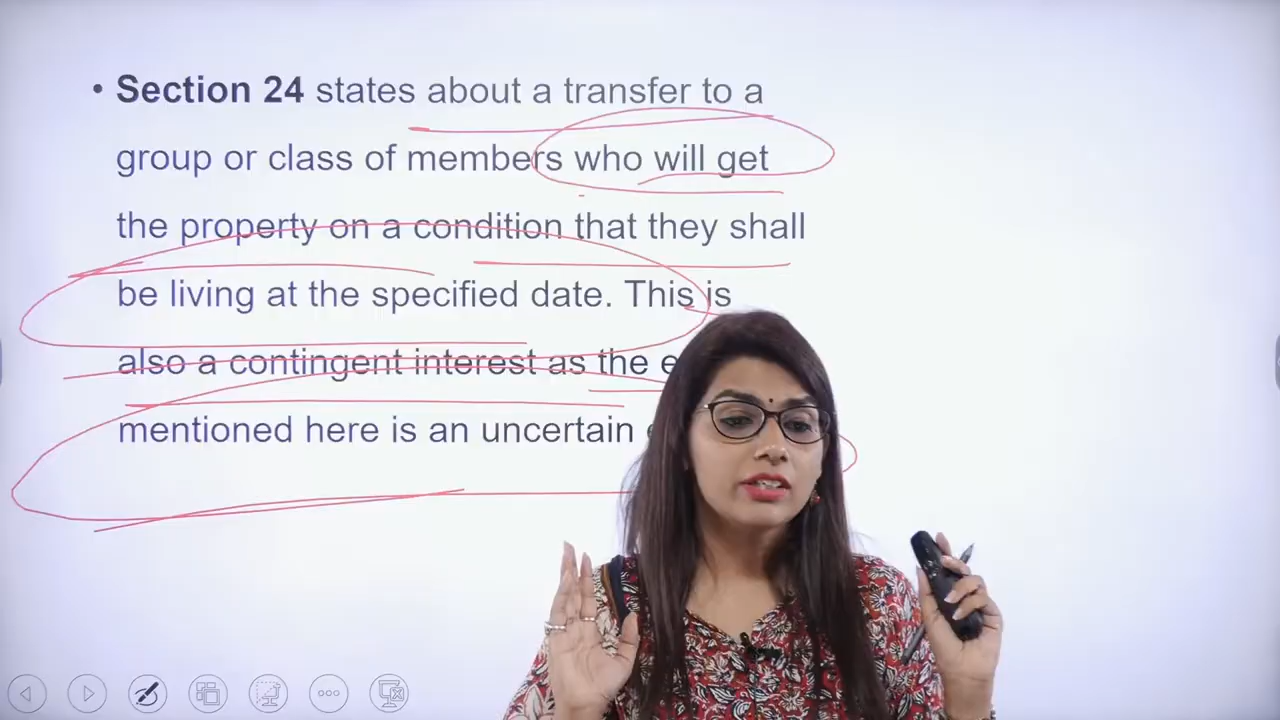 • Section 24 states about a transfer to a
group or class of members who will get
the property on a condition that they shall
be living at the specified date. This is
also a contingent interest as the
mentioned here is an uncertain